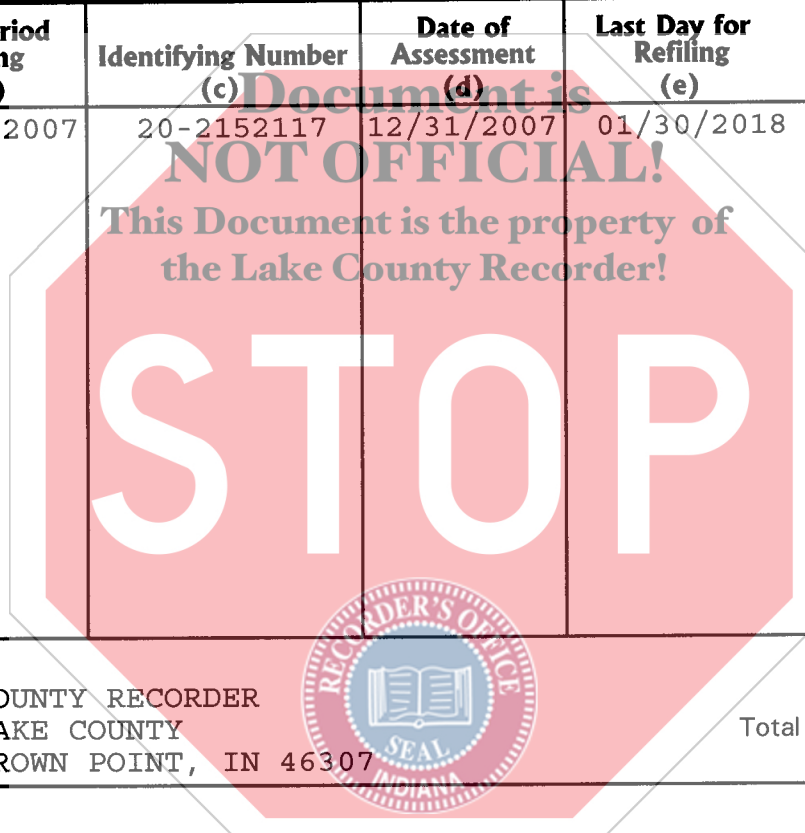 riod
ng
)
Identifying Number
(c)
Date of
Assessment
(d)
Last Day for
Refiling
(e)
2007 20-2152117 12/31/2007 01/30/2018
Document is
NOT OFFICIAL!
This Document is the property of
the Lake County Recorder!
STOP
RECORDER'S OFFICE
SEAL
INDIANA
OUNTY RECORDER
AKE COUNTY
ROWN POINT, IN 46307
Total